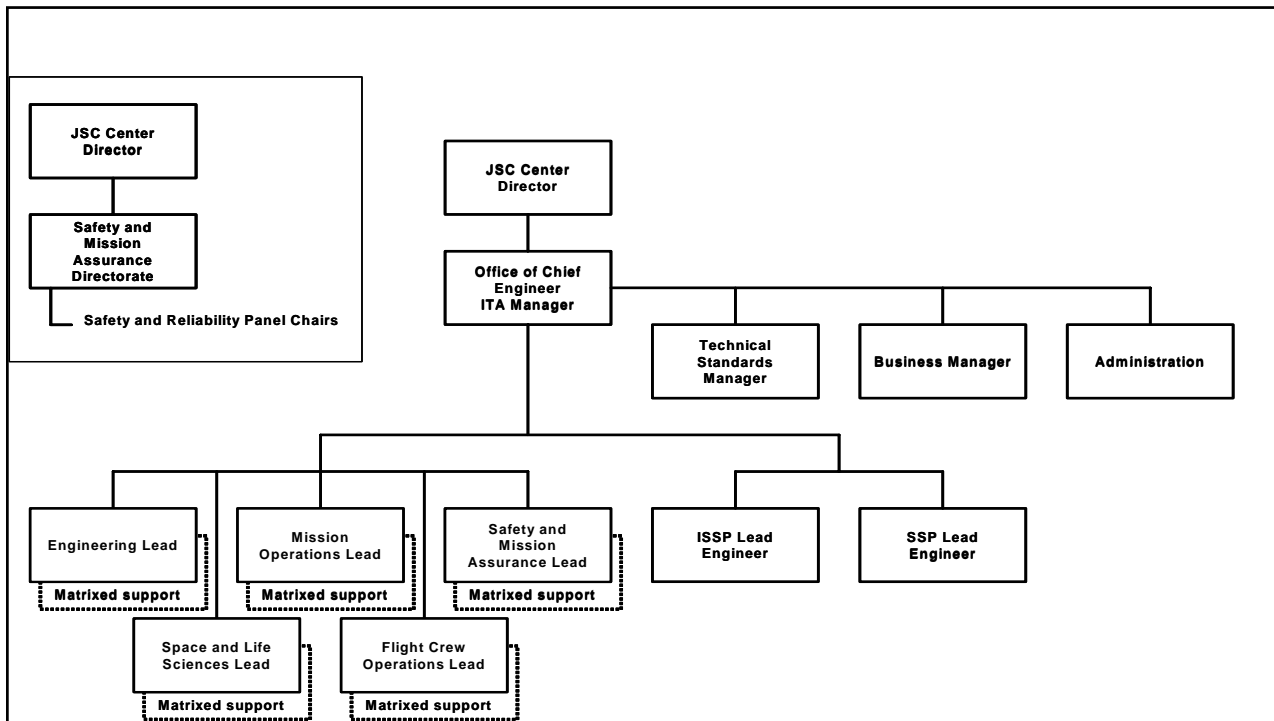 JSC Center
Director
Safety and
Mission
Assurance
Directorate
Safety and Reliability Panel Chairs
JSC Center
Director
Office of Chief
Engineer
ITA Manager
Technical
Standards
Manager
Business Manager
Administration
Engineering Lead
Matrixed support
Mission
Operations Lead
Matrixed support
Safety and
Mission
Assurance Lead
Matrixed support
ISSP Lead
Engineer
SSP Lead
Engineer
Space and Life
Sciences Lead
Matrixed support
Flight Crew
Operations Lead
Matrixed support